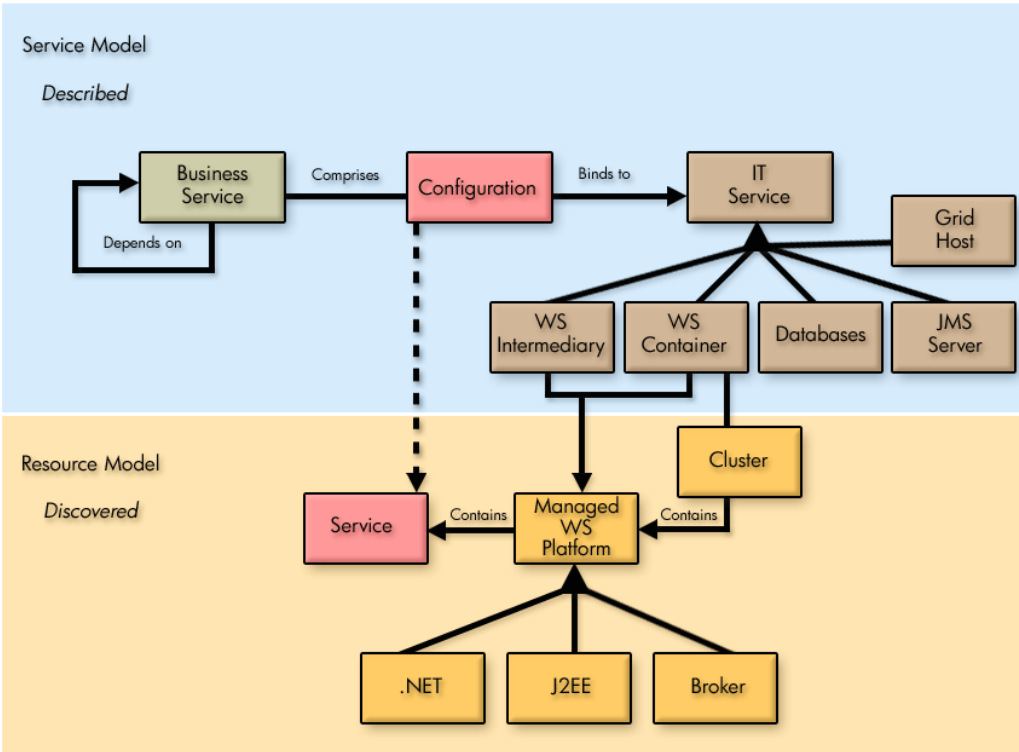 Service Model
Described
Business
Service
Comprises
Configuration
Binds to
IT
Service
Grid
Host
Depends on
WS
Intermediary
WS
Container
Databases
JMS
Server
Resource Model
Discovered
Cluster
Service
Contains
Managed
WS
Platform
Contains
.NET
J2EE
Broker